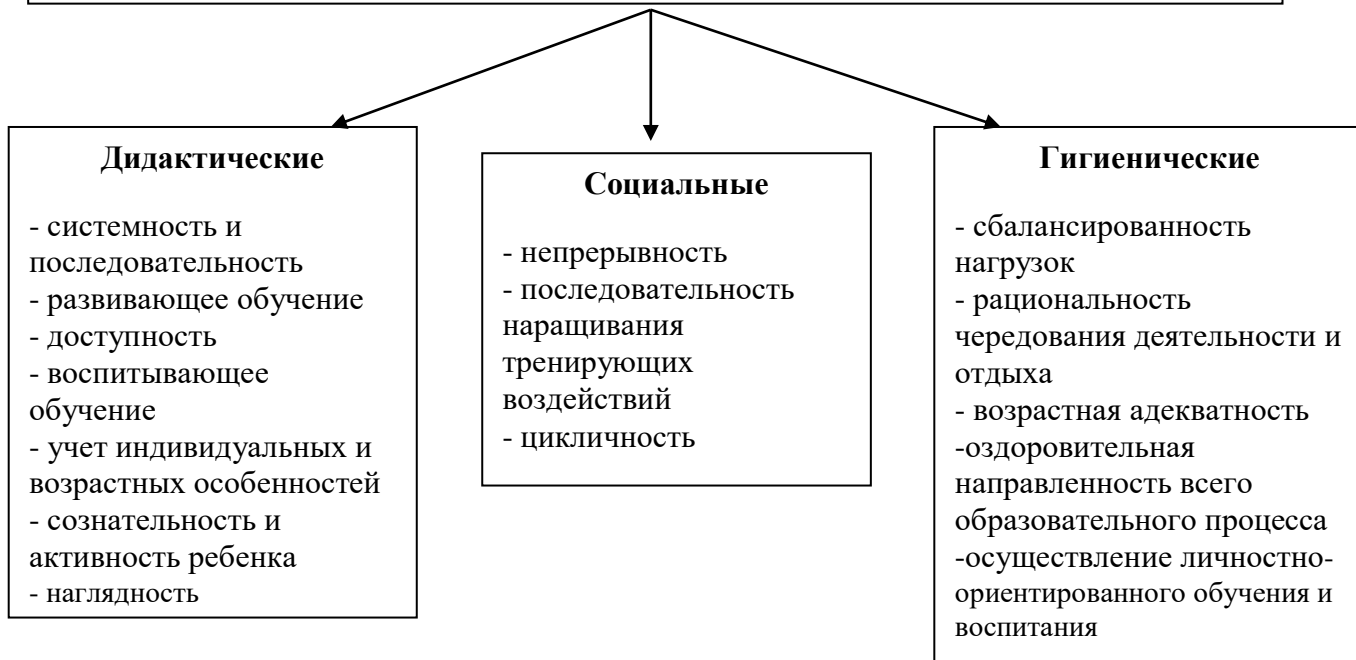 Дидактические
- системность и
последовательность
- развивающее обучение
- доступность
- воспитывающее
обучение
- учет индивидуальных и
возрастных особенностей
- сознательность и
активность ребенка
- наглядность
Социальные
- непрерывность
- последовательность
наращивания
тренирующих
воздействий
- цикличность
Гигиенические
- сбалансированность
нагрузок
- рациональность
чередования деятельности и
отдыха
- возрастная адекватность
-оздоровительная
направленность всего
образовательного процесса
-осуществление личностно-
ориентированного обучения и
воспитания